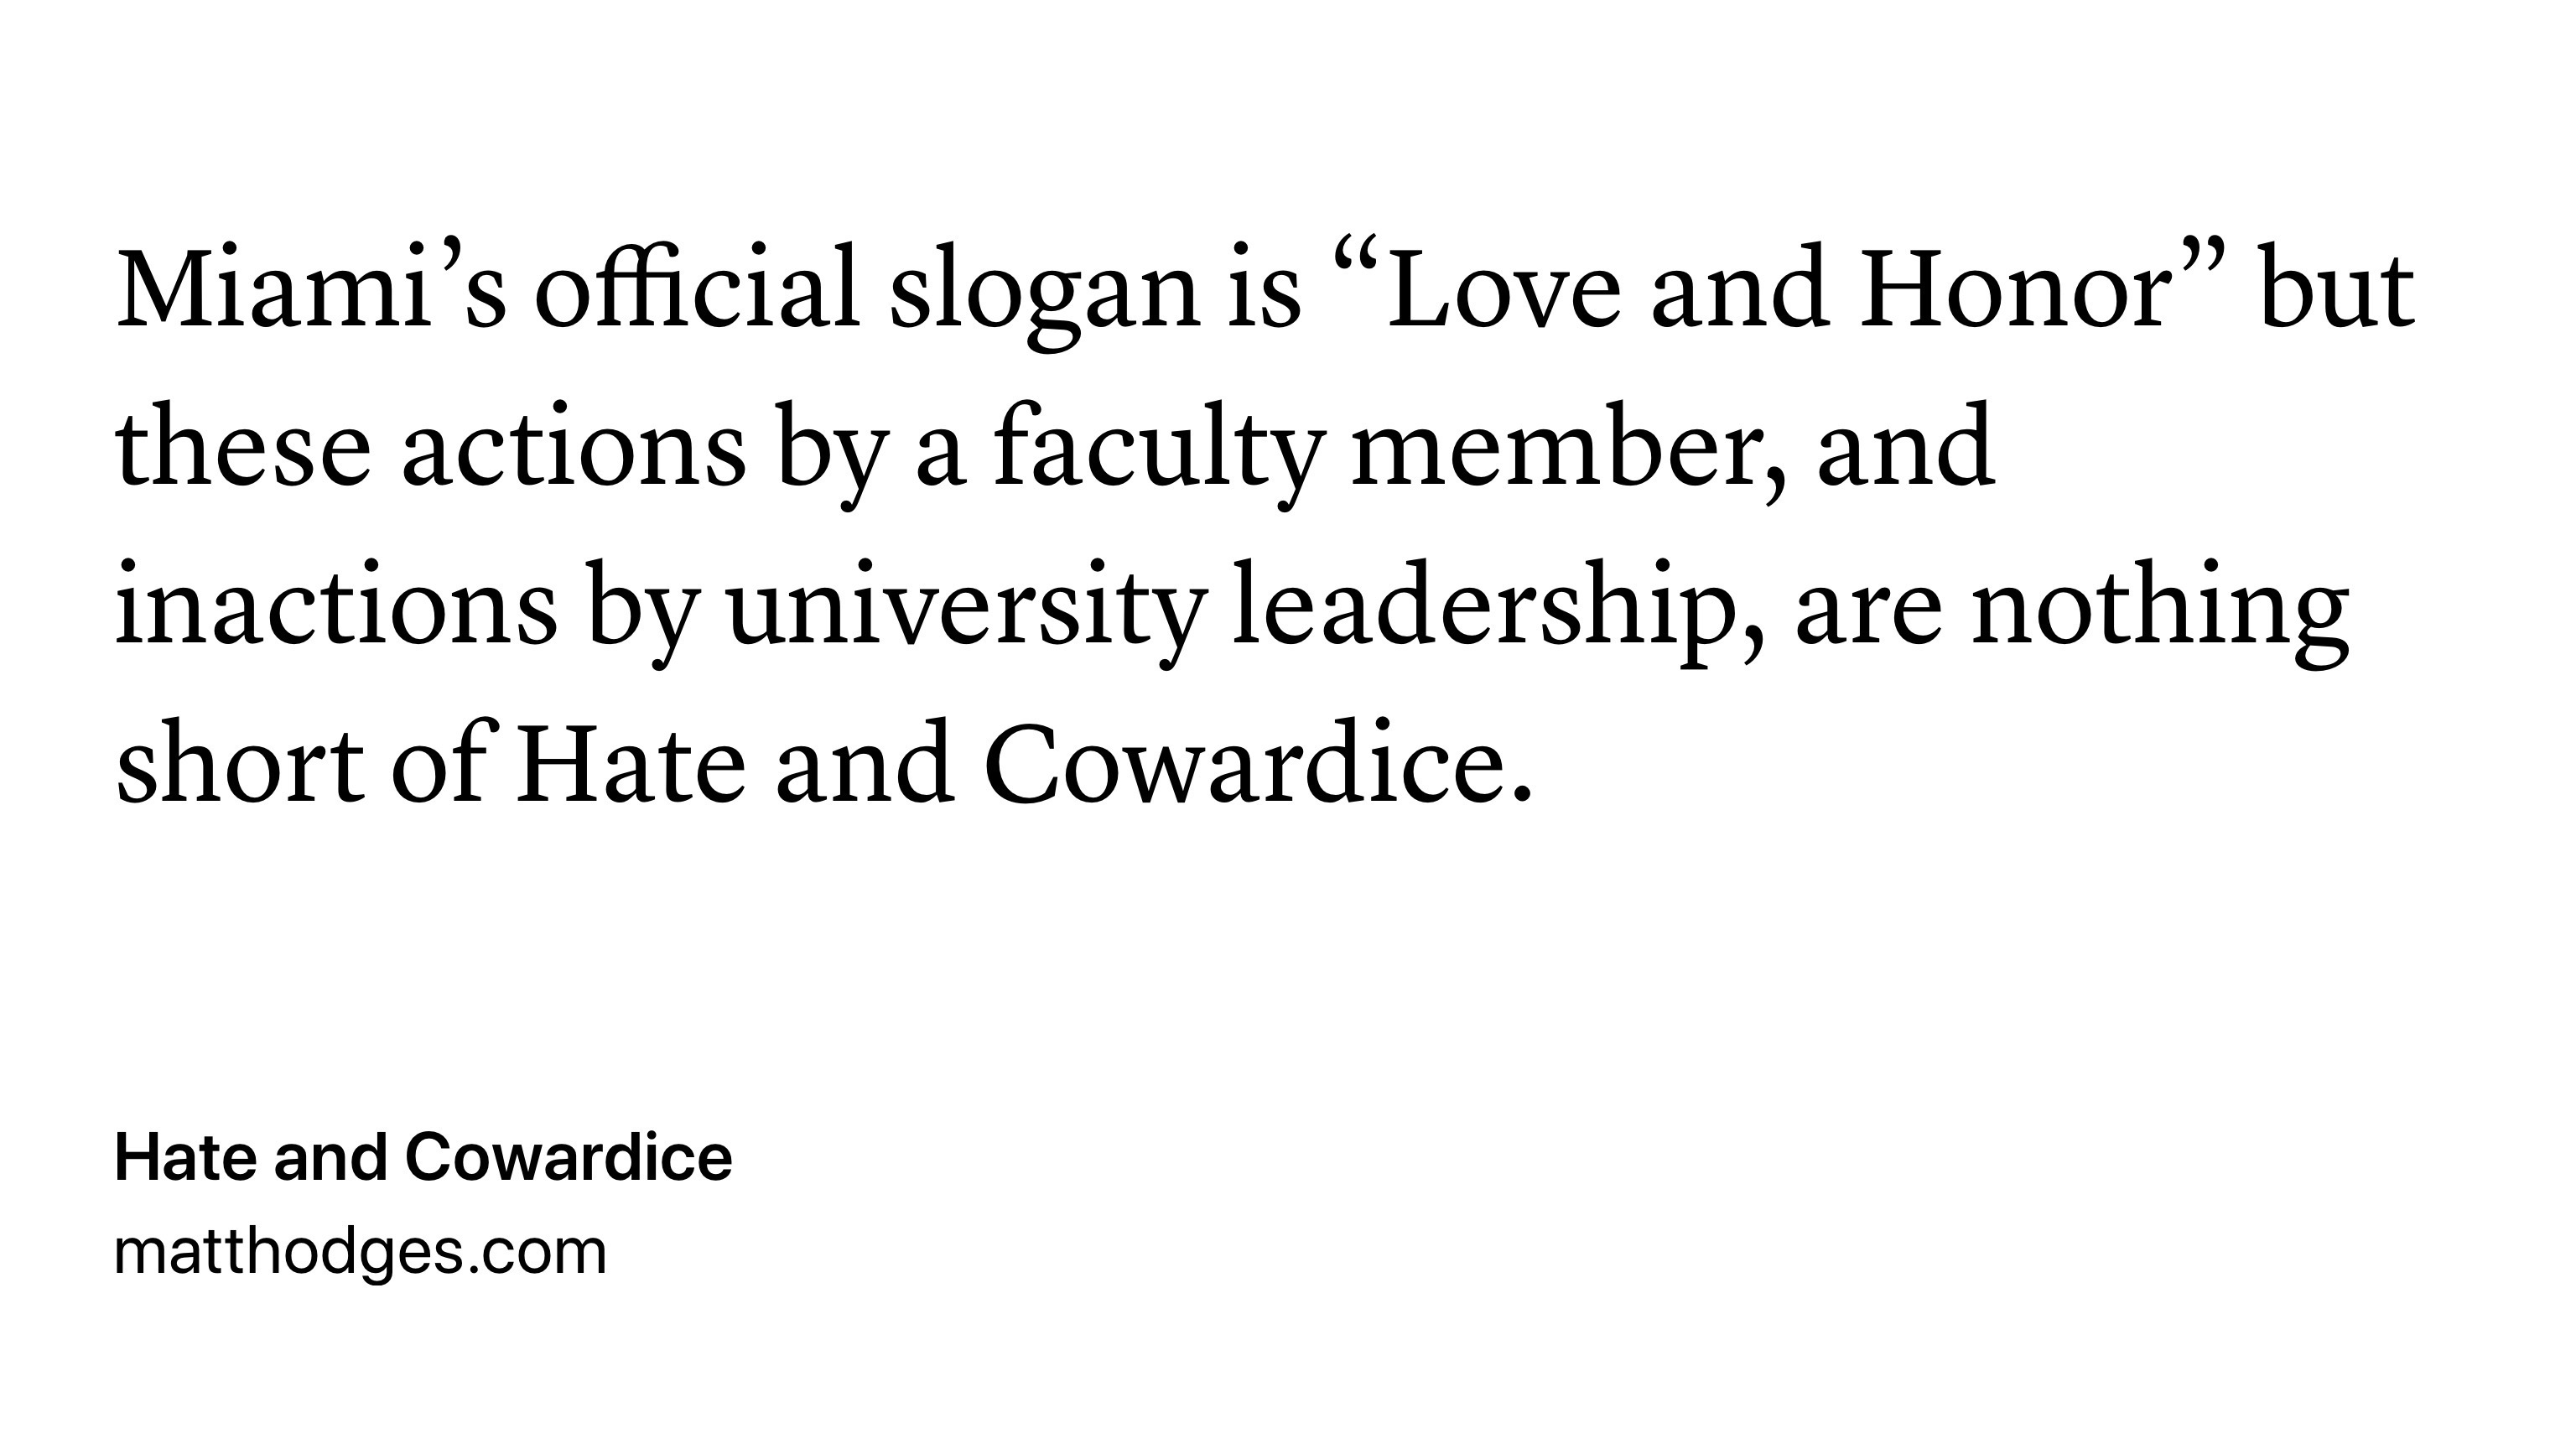 Miami’s official slogan is “Love and Honor” but
these actions by a faculty member, and
inactions by university leadership, are nothing
short of Hate and Cowardice.
Hate and Cowardice
matthodges.com